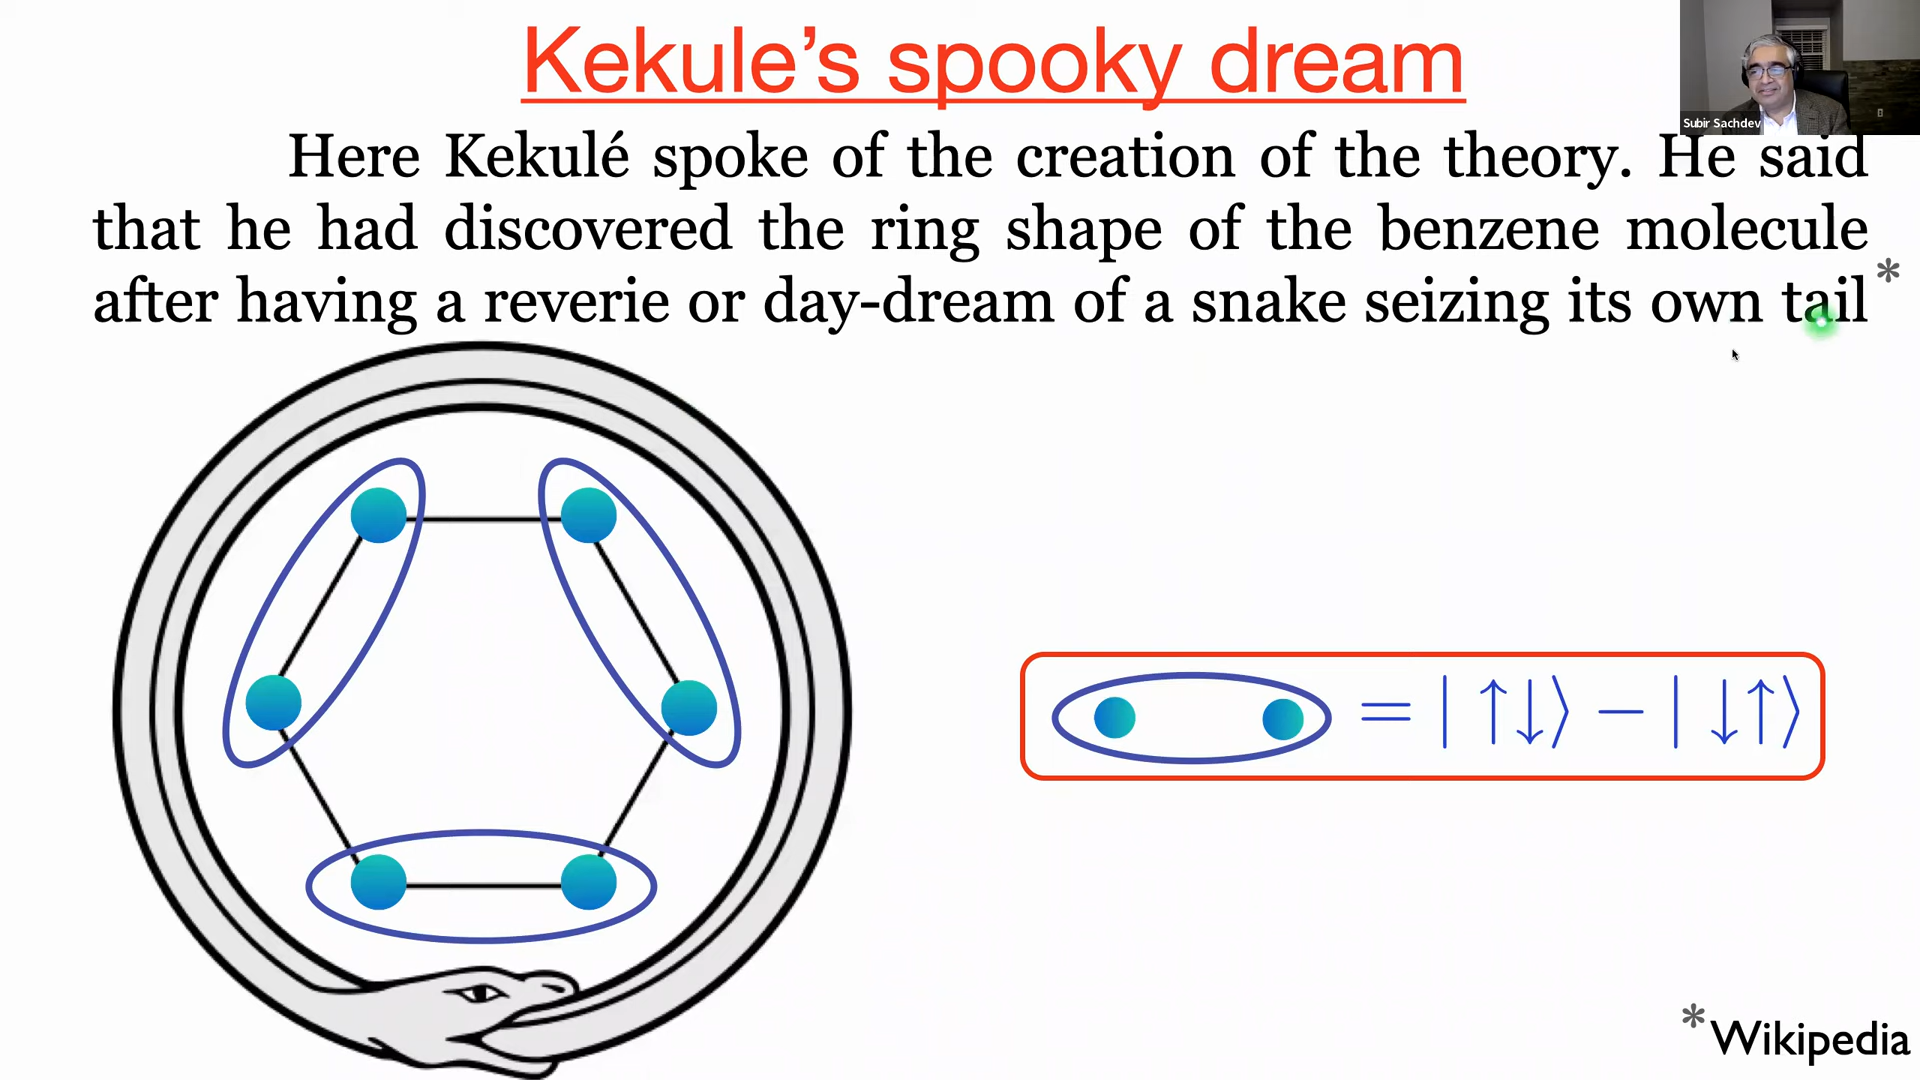 Kekule’s spooky dream
Subir Sachdev
Here Kekulé spoke of the creation of the theory. He said
that he had discovered the ring shape of the benzene molecule
after having a reverie or day-dream of a snake seizing its own tail *
= | ↑↓⟩ − | ↓↑⟩
*Wikipedia